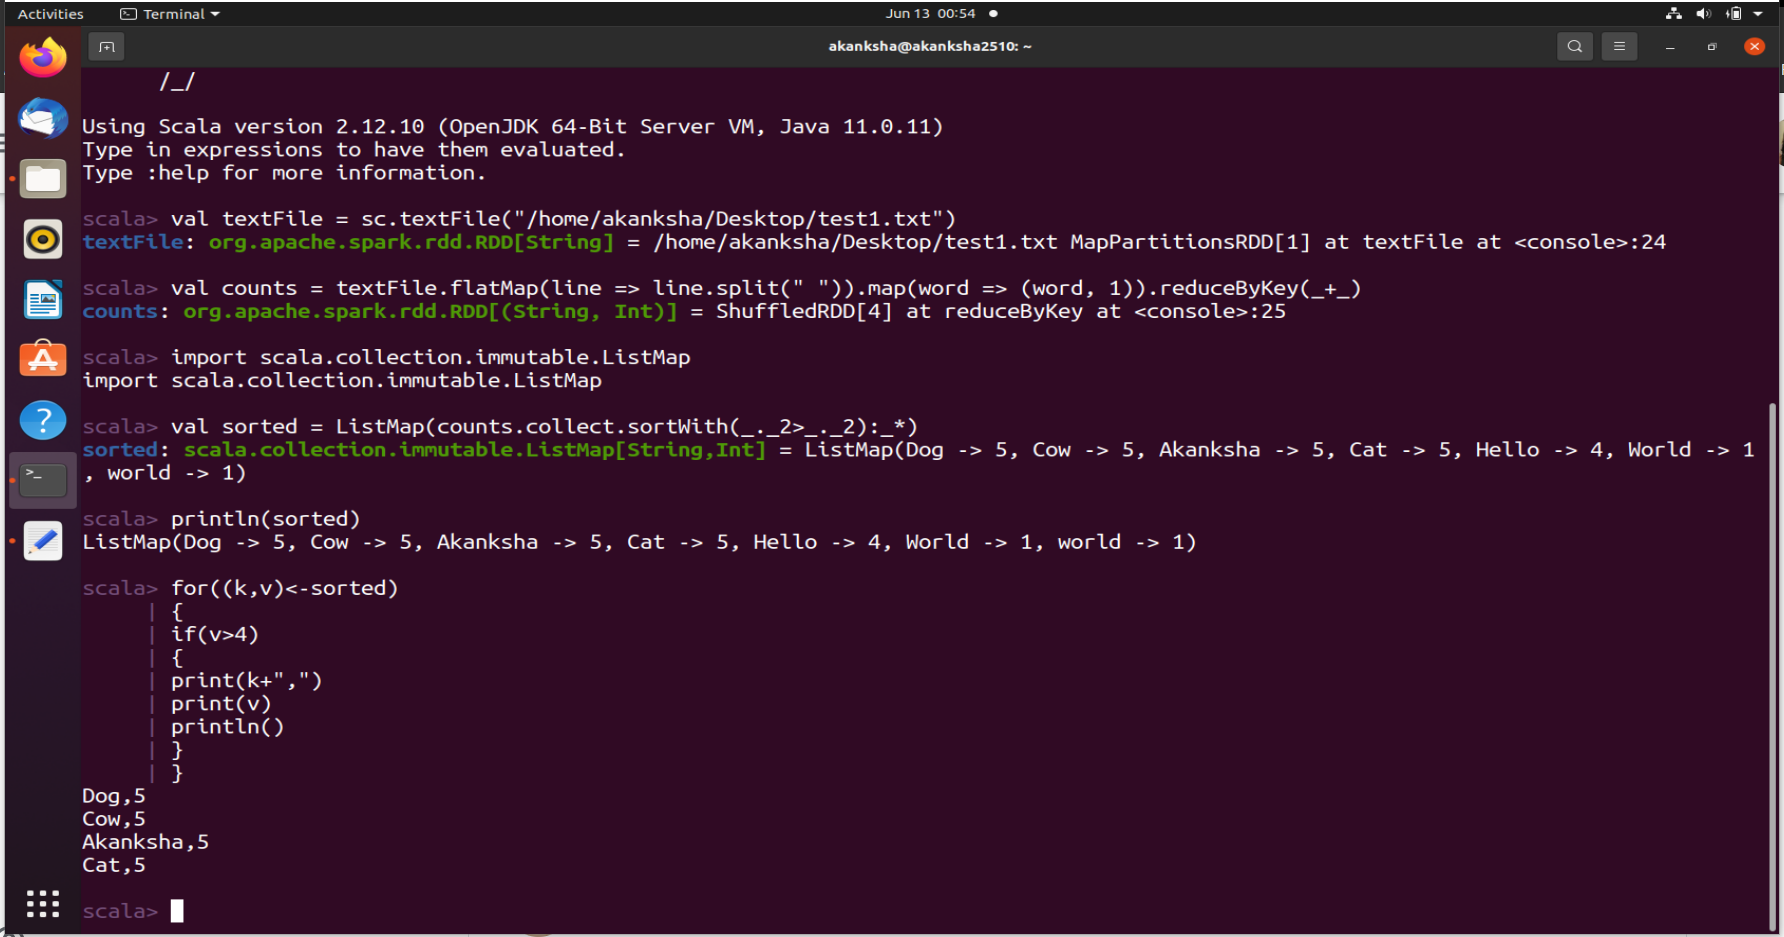 Activities Terminal Jun 13 00:54
akanksha@akanksha2510: ~
/_/
Using Scala version 2.12.10 (OpenJDK 64-Bit Server VM, Java 11.0.11)
Type in expressions to have them evaluated.
Type :help for more information.
scala> val textFile = sc.textFile("/home/akanksha/Desktop/test1.txt")
textFile: org.apache.spark.rdd.RDD[String] = /home/akanksha/Desktop/test1.txt MapPartitionsRDD[1] at textFile at <console>:24
scala> val counts = textFile.flatMap(line => line.split(" ")).map(word => (word, 1)).reduceByKey(_+_)
counts: org.apache.spark.rdd.RDD[(String, Int)] = ShuffledRDD[4] at reduceByKey at <console>:25
scala> import scala.collection.immutable.ListMap
import scala.collection.immutable.ListMap
scala> val sorted = ListMap(counts.collect.sortWith(_._2>_._2):_*)
sorted: scala.collection.immutable.ListMap[String,Int] = ListMap(Dog -> 5, Cow -> 5, Akanksha -> 5, Cat -> 5, Hello -> 4, World -> 1
, world -> 1)
scala> println(sorted)
ListMap(Dog -> 5, Cow -> 5, Akanksha -> 5, Cat -> 5, Hello -> 4, World -> 1, world -> 1)
scala> for((k,v)<-sorted)
| {
| if(v>4)
| {
| print(k+",")
| print(v)
| println()
| }
| }
Dog,5
Cow,5
Akanksha,5
Cat,5
scala>